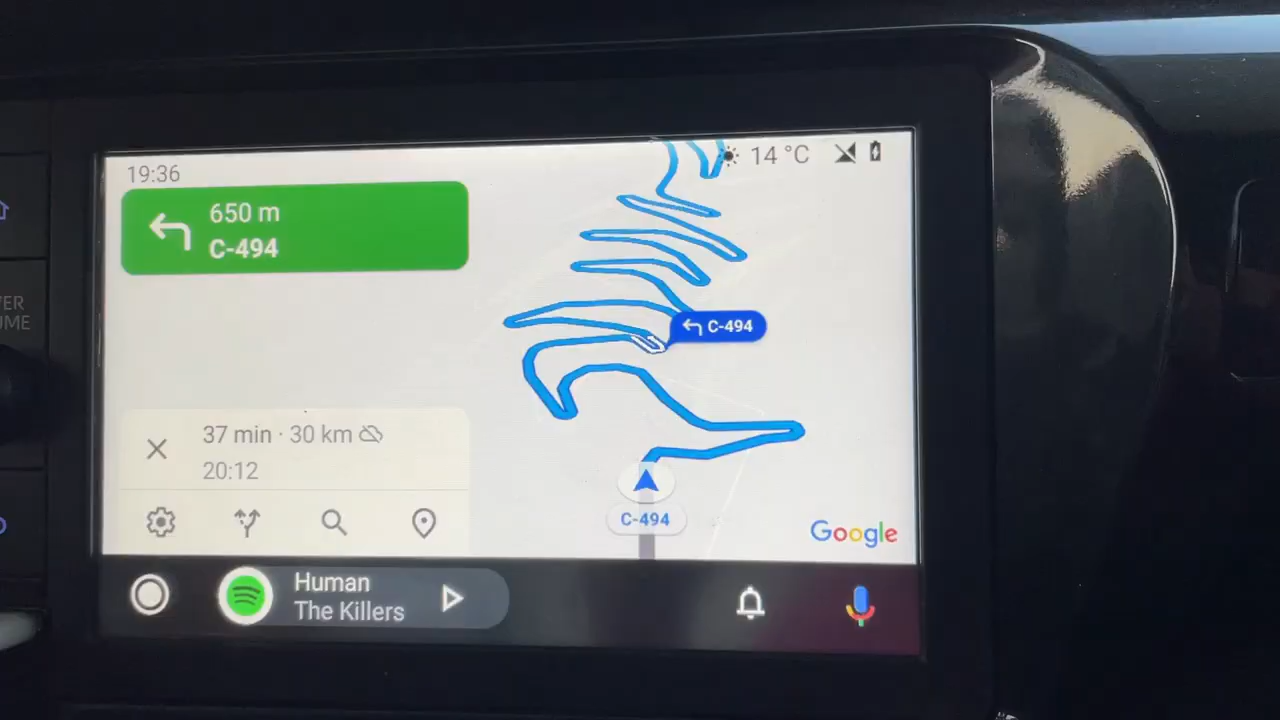 19:36
14 °C
650 m
C-494
C-494
37 min · 30 km
20:12
C-494
Google
Human
The Killers